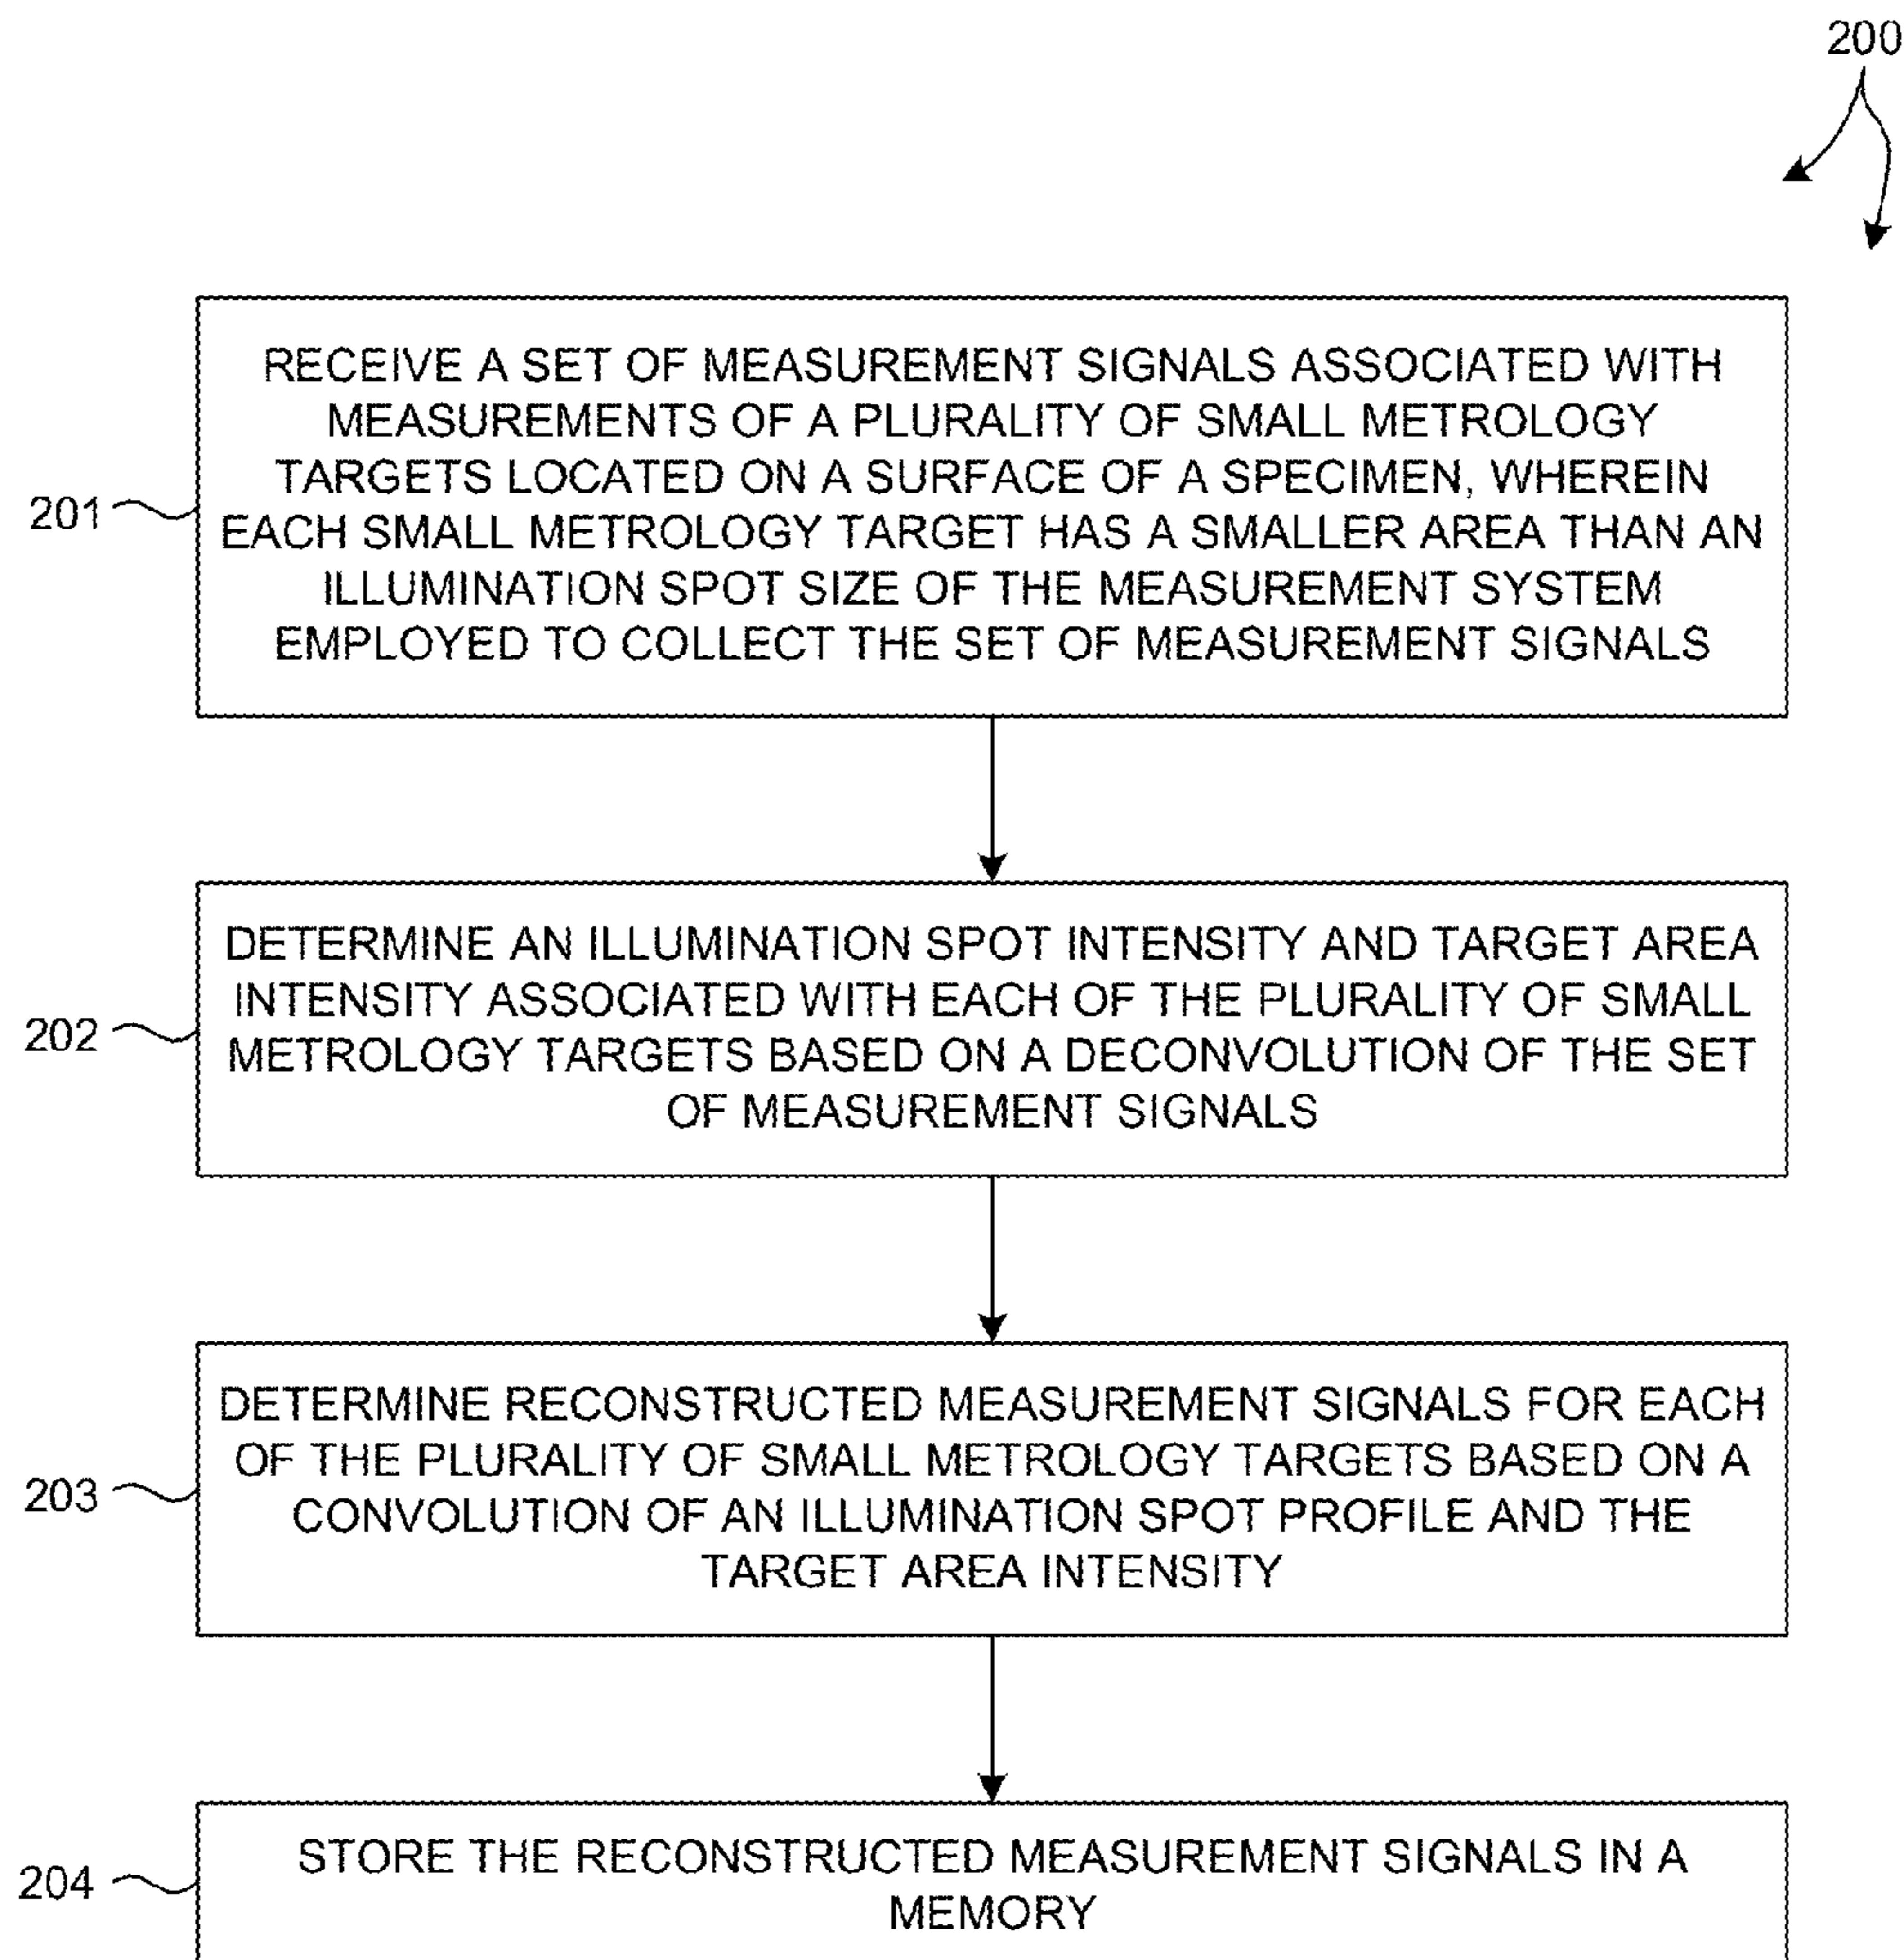 200
RECEIVE A SET OF MEASUREMENT SIGNALS ASSOCIATED WITH
MEASUREMENTS OF A PLURALITY OF SMALL METROLOGY
TARGETS LOCATED ON A SURFACE OF A SPECIMEN, WHEREIN
EACH SMALL METROLOGY TARGET HAS A SMALLER AREA THAN AN
ILLUMINATION SPOT SIZE OF THE MEASUREMENT SYSTEM
EMPLOYED TO COLLECT THE SET OF MEASUREMENT SIGNALS
201
DETERMINE AN ILLUMINATION SPOT INTENSITY AND TARGET AREA
INTENSITY ASSOCIATED WITH EACH OF THE PLURALITY OF SMALL
METROLOGY TARGETS BASED ON A DECONVOLUTION OF THE SET
OF MEASUREMENT SIGNALS
202
DETERMINE RECONSTRUCTED MEASUREMENT SIGNALS FOR EACH
OF THE PLURALITY OF SMALL METROLOGY TARGETS BASED ON A
CONVOLUTION OF AN ILLUMINATION SPOT PROFILE AND THE
TARGET AREA INTENSITY
203
STORE THE RECONSTRUCTED MEASUREMENT SIGNALS IN A
MEMORY
204